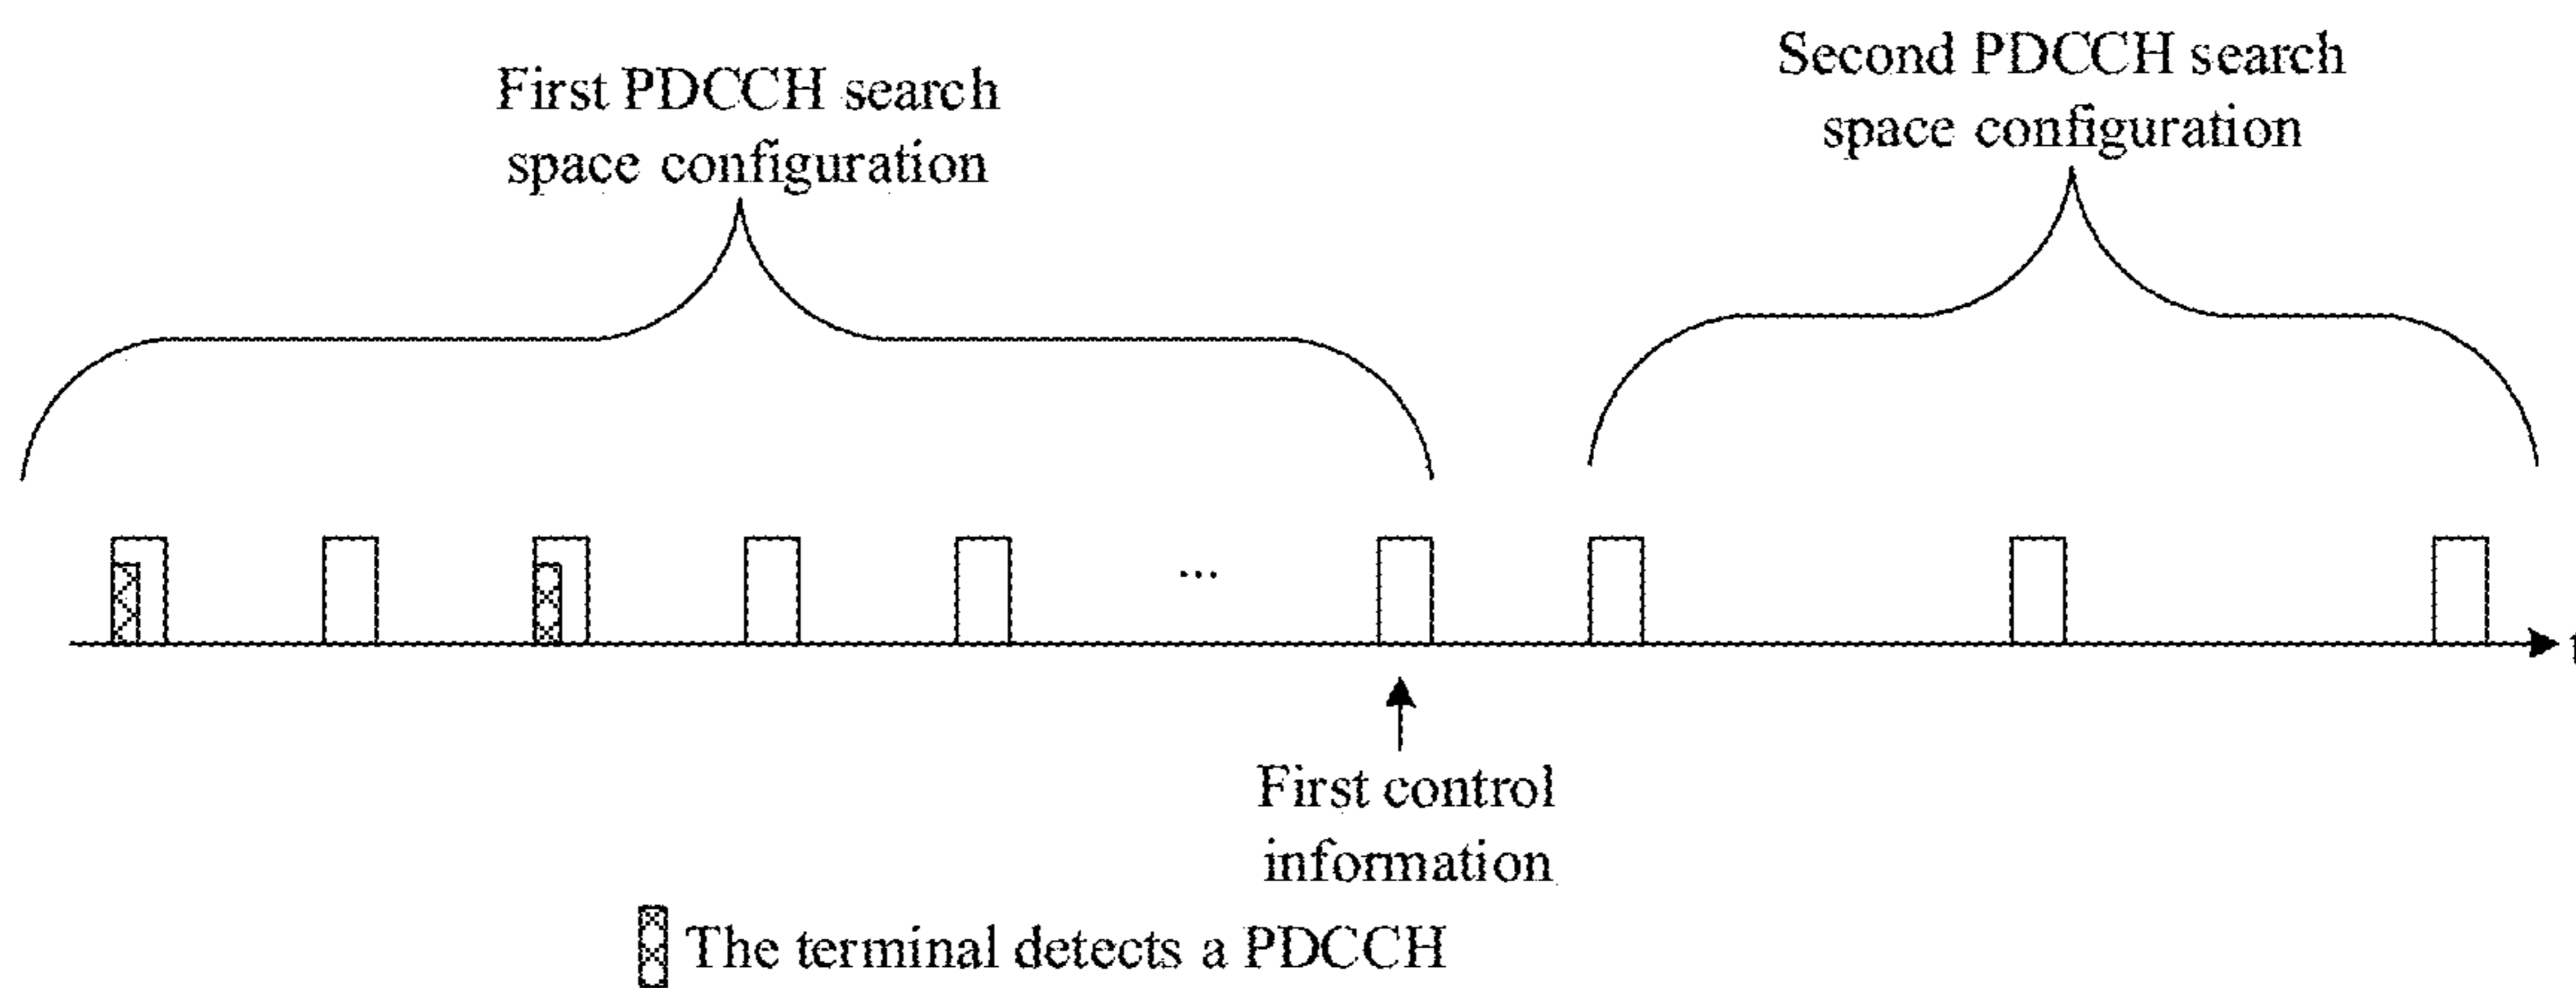 First PDCCH search
space configuration
Second PDCCH search
space configuration
...
t
First control
information
The terminal detects a PDCCH